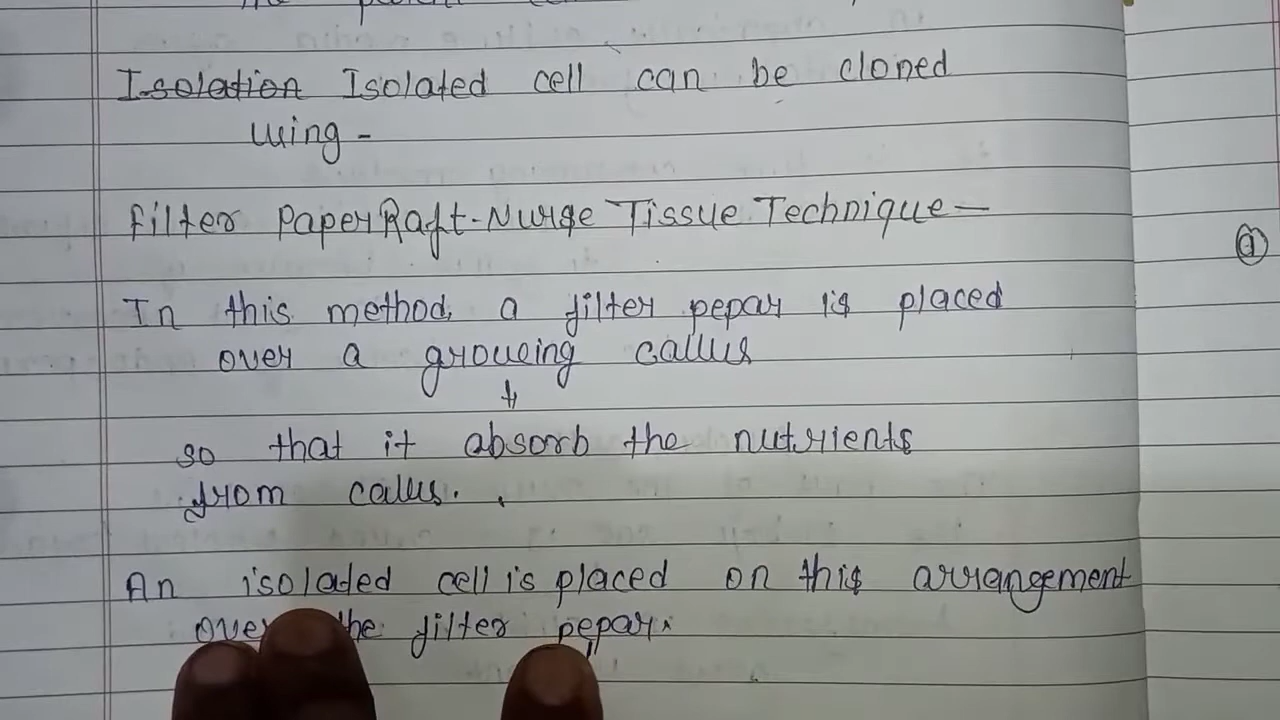 Isolation Isolated cell can be cloned
using -
Filter Paper Raft-Nurse Tissue Technique -
In this method, a filter pepar is placed
over a groueing callus
so that it absorb the nutrients
from callus.
An isolated cell is placed on this arrangement
over the filter pepar.